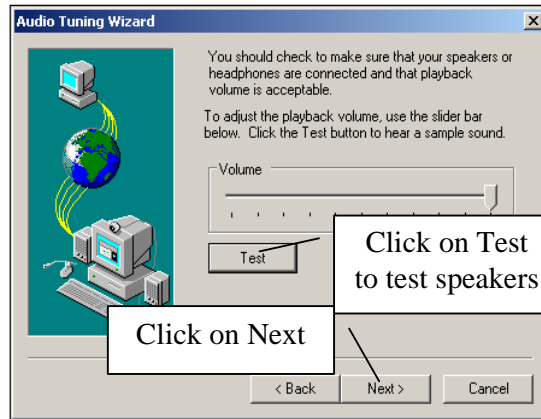 Audio Tuning Wizard
You should check to make sure that your speakers or
headphones are connected and that playback
volume is acceptable.
To adjust the playback volume, use the slider bar
below. Click the Test button to hear a sample sound.
Volume
Test
Click on Test
to test speakers
Click on Next
< Back
Next >
Cancel